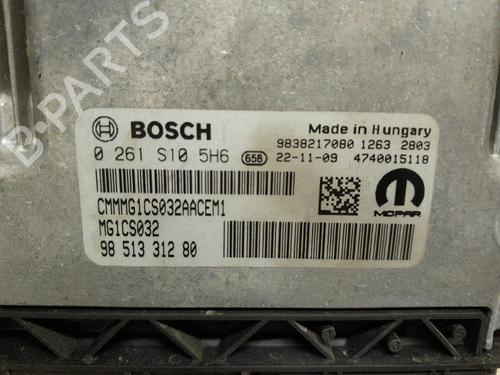 B-PARTS
BOSCH
Made in Hungary
9838217080 1263 2803
0 261 S10 5H6 658 22-11-09 4740015118
CMMMG1CS032AACEM1
MG1CS032
98 513 312 80
MOPAR